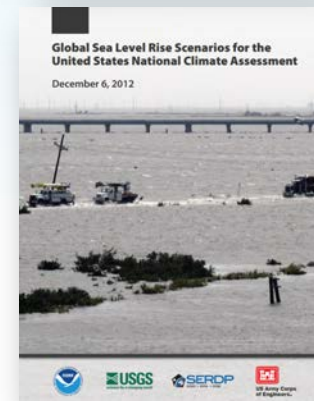 Global Sea Level Rise Scenarios for the
United States National Climate Assessment
December 6, 2012
USGS
SERDP
US Army Corps
of Engineers